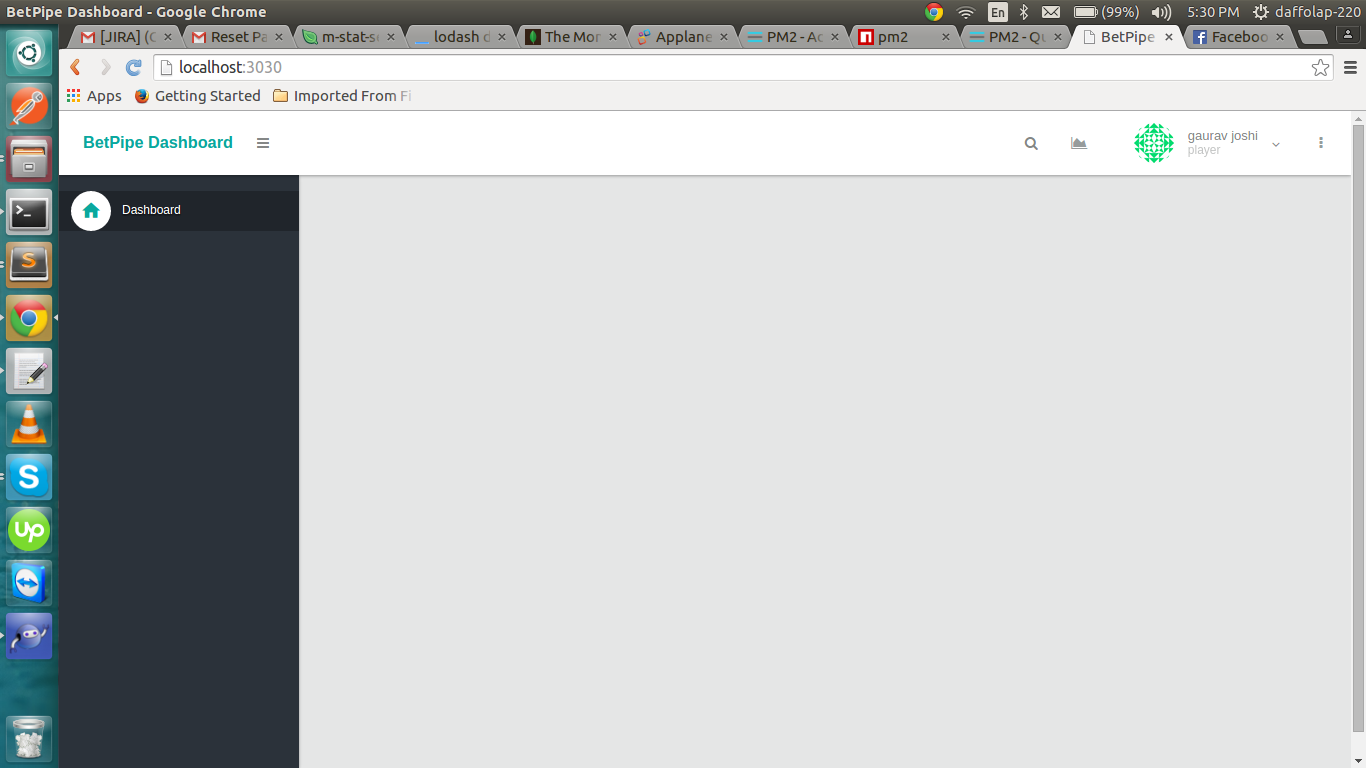 BetPipe Dashboard - Google Chrome
En
(99%)
5:30 PM
daffolap-220
[JIRA] (
Reset Pa
m-stat-s
lodash d
The Mor
Applane
PM2 - Ac
pm2
PM2 - Qu
BetPipe
Faceboo
localhost:3030
Apps
Getting Started
Imported From Fi
BetPipe Dashboard
gaurav joshi
player
Dashboard
>_
S
S
Up